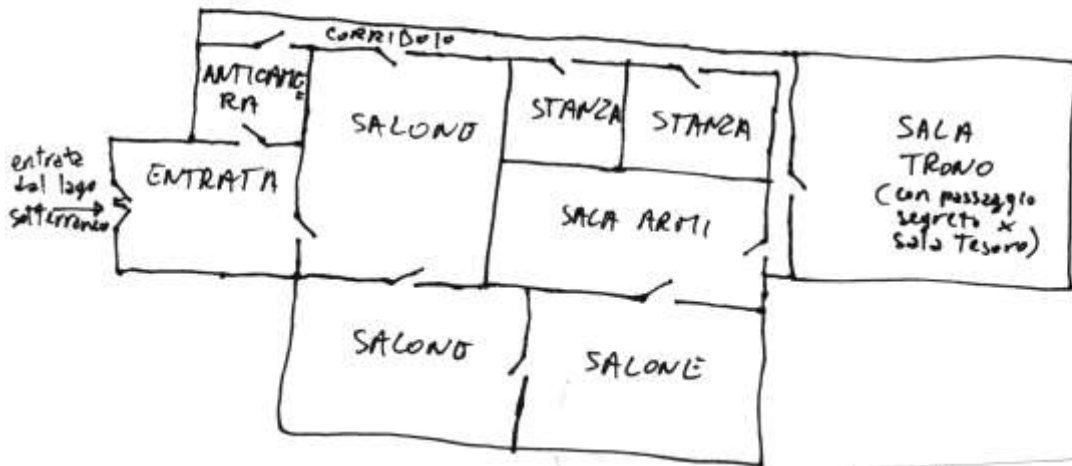 CORRIDOIO
ANTICAME
RA
SALONE
STANZA
STANZA
SALA
TRONO
(con passaggio
segreto x
sala Tesoro)
entrata
dal lago
sotterraneo
ENTRATA
SALA ARMI
SALONE
SALONE